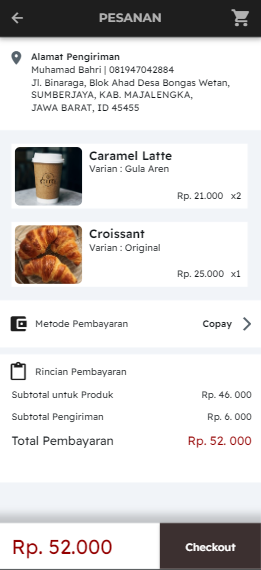 PESANAN
Alamat Pengiriman
Muhamad Bahri | 081947042884
Jl. Binaraga, Blok Ahad Desa Bongas Wetan,
SUMBERJAYA, KAB. MAJALENGKA,
JAWA BARAT, ID 45455
Caramel Latte
Varian : Gula Aren
Rp. 21.000 x2
Croissant
Varian : Original
Rp. 25.000 x1
Metode Pembayaran Copay
Rincian Pembayaran
Subtotal untuk Produk Rp. 46. 000
Subtotal Pengiriman Rp. 6. 000
Total Pembayaran Rp. 52. 000
Rp. 52.000 Checkout